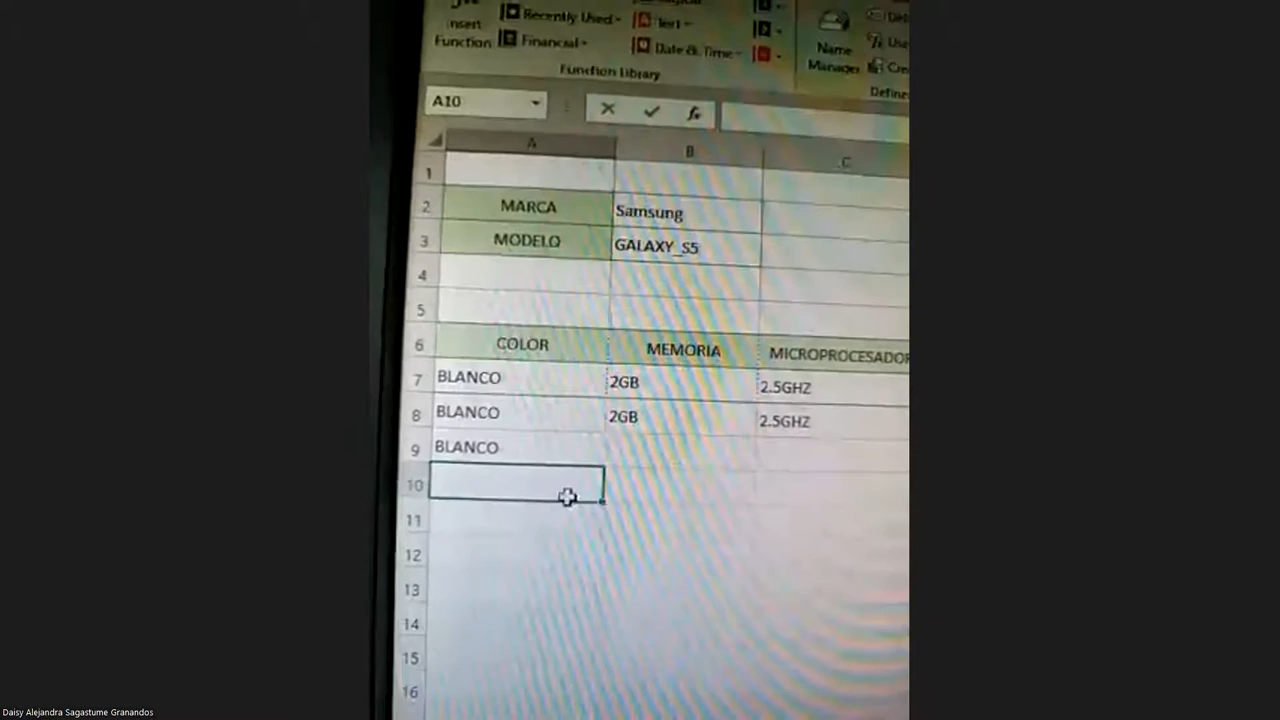 Insert
Function
Recently Used
Financial
Text
Date & Time
Name
Manager
Function Library
A10
fx
A B C
1
2 MARCA Samsung
3 MODELO GALAXY_S5
4
5
6 COLOR MEMORIA MICROPROCESADOR
7 BLANCO 2GB 2.5GHZ
8 BLANCO 2GB 2.5GHZ
9 BLANCO
10
11
12
13
14
15
16
Daisy Alejandra Sagastume Granandos